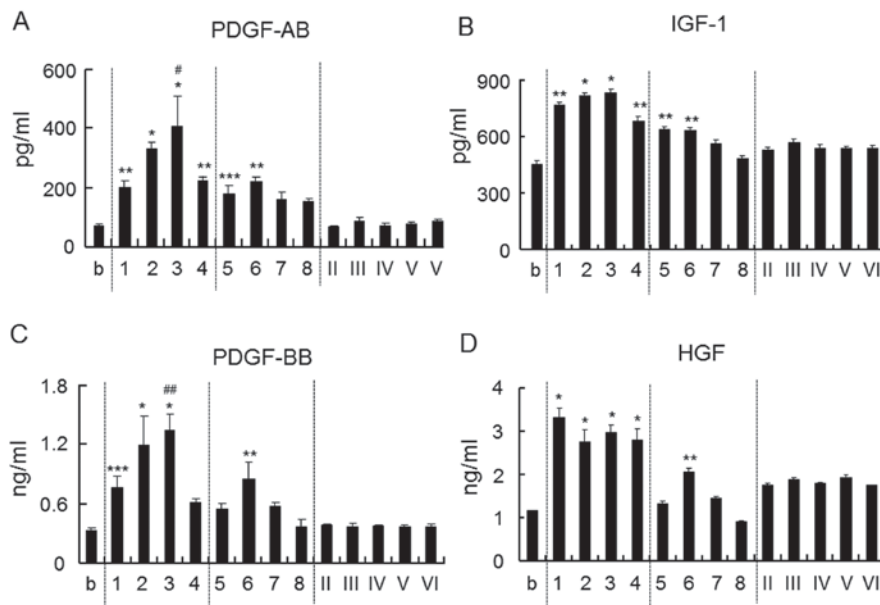 A
PDGF-AB
600
400
200
0
pg/ml
** * # * ** *** **
b 1 2 3 4 5 6 7 8 II III IV V V
B
IGF-1
900
600
300
0
pg/ml
** * * ** ** **
b 1 2 3 4 5 6 7 8 II III IV V VI
C
PDGF-BB
1.8
1.2
0.6
0
ng/ml
*** * ## * **
b 1 2 3 4 5 6 7 8 II III IV V VI
D
HGF
4
3
2
1
0
ng/ml
* * * * **
b 1 2 3 4 5 6 7 8 II III IV V VI